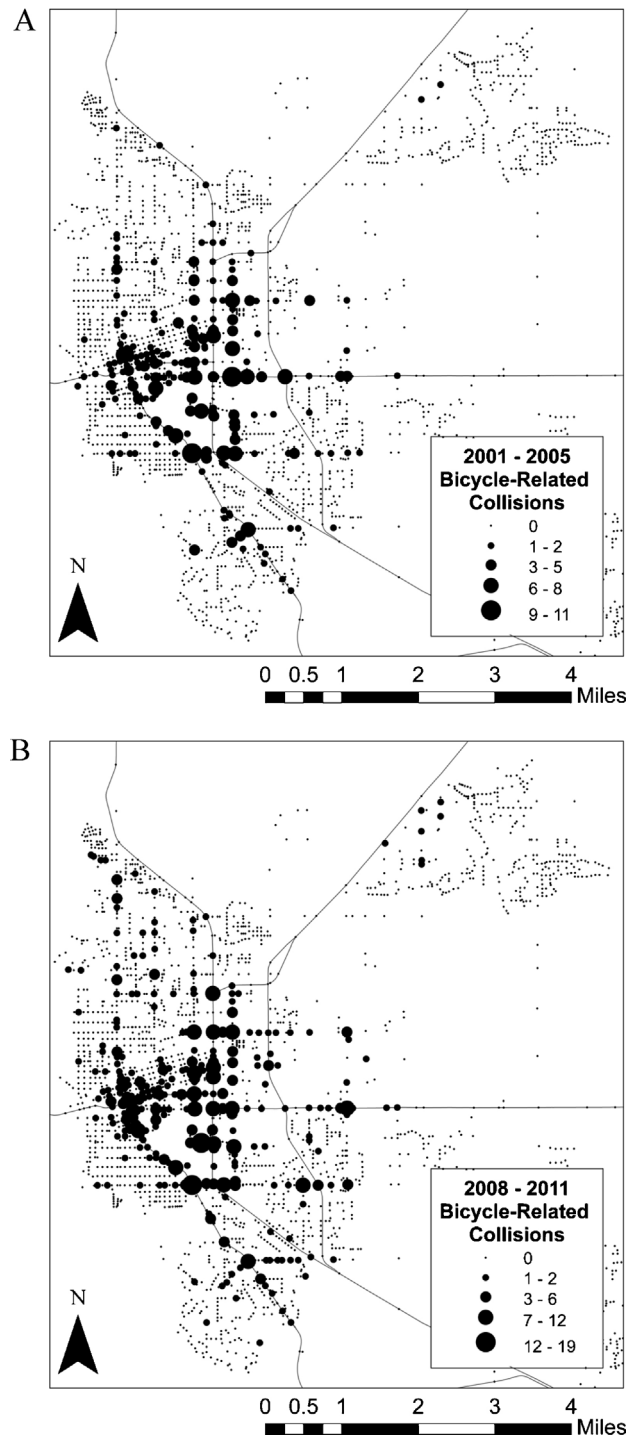 A
2001 - 2005
Bicycle-Related
Collisions
0
1 - 2
3 - 5
6 - 8
9 - 11
N
0 0.5 1 2 3 4
Miles
B
2008 - 2011
Bicycle-Related
Collisions
0
1 - 2
3 - 6
7 - 12
12 - 19
N
0 0.5 1 2 3 4
Miles